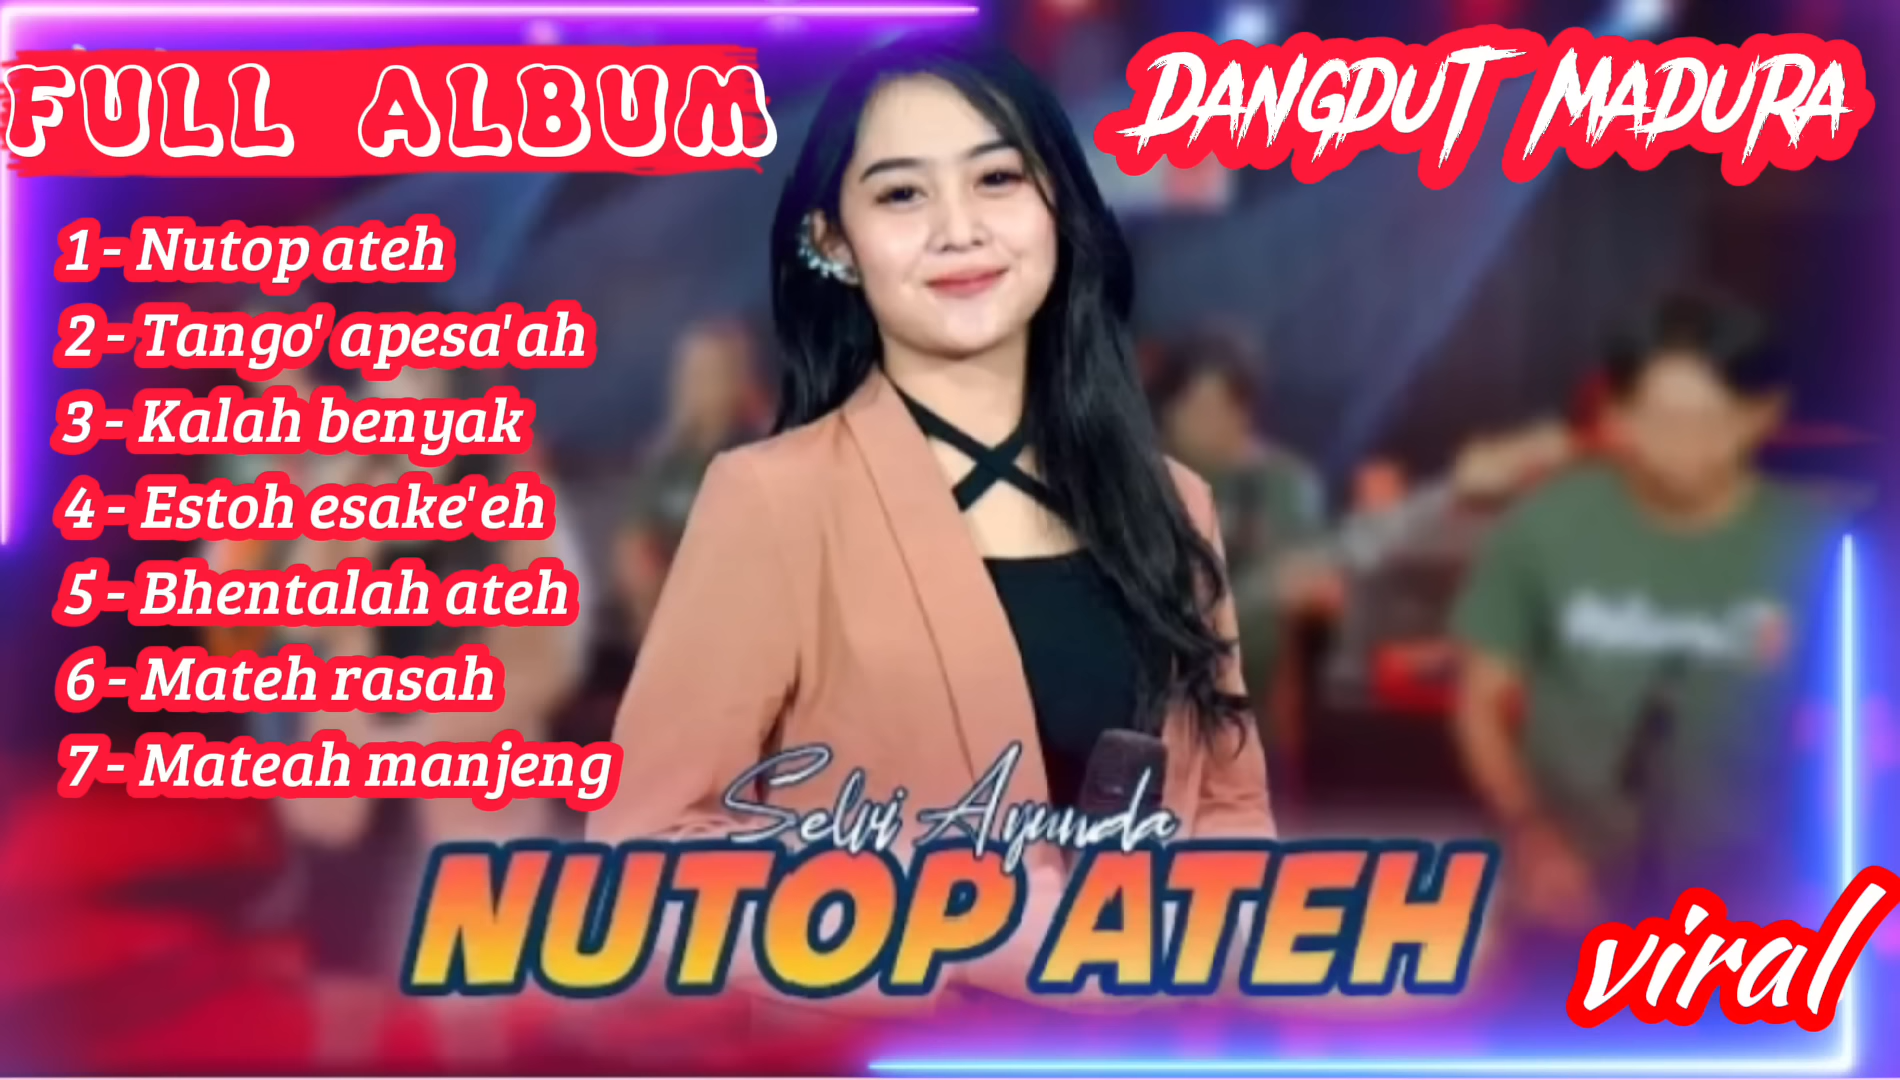 FULL ALBUM
DANGDUT MADURA
1 - Nutop ateh
2 - Tango' apesa'ah
3 - Kalah benyak
4 - Estoh esake'eh
5 - Bhentalah ateh
6 - Mateh rasah
7 - Mateah manjeng
Selvi Ayunda
NUTOP ATEH
viral